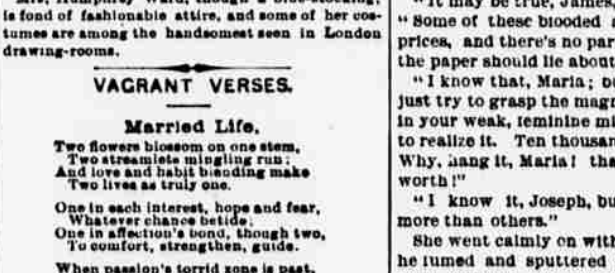 Mrs. Humphrey Ward, though a blue-stocking,
is fond of fashionable attire, and some of her cos-
tumes are among the handsomest seen in London
drawing-rooms.
VAGRANT VERSES.
Married Life.
Two flowers blossom on one stem,
Two streamlets mingling run;
And love and habit blending make
Two lives as truly one.
One in each interest, hope and fear,
Whatever chance betide;
One in affection's bond, though two,
To comfort, strengthen, guide.
When passion's torrid zone is past,
"It may be true, James,
"Some of these blooded
prices, and there's no par
the paper should lie about
"I know that, Maria; bu
just try to grasp the magn
in your weak, feminine mi
to realize it. Ten thousan
Why, hang it, Maria! tha
worth!"
"I know it, Joseph, bu
more than others."
She went calmly on with
he fumed and sputtered